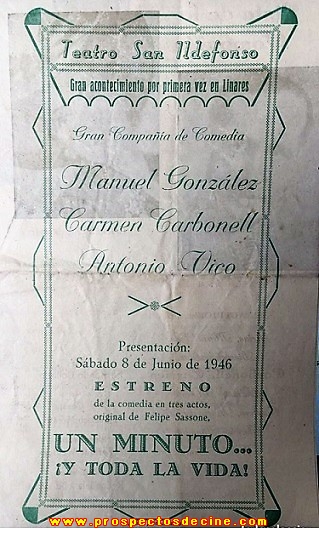 Teatro San Ildefonso
Gran acontecimiento por primera vez en Linares
Gran Compañía de Comedia
Manuel González
Carmen Carbonell
Antonio Vico
Presentación:
Sábado 8 de Junio de 1946
ESTRENO
de la comedia en tres actos,
original de Felipe Sassone,
UN MINUTO...
¡Y TODA LA VIDA!
www.prospectosdecine.com